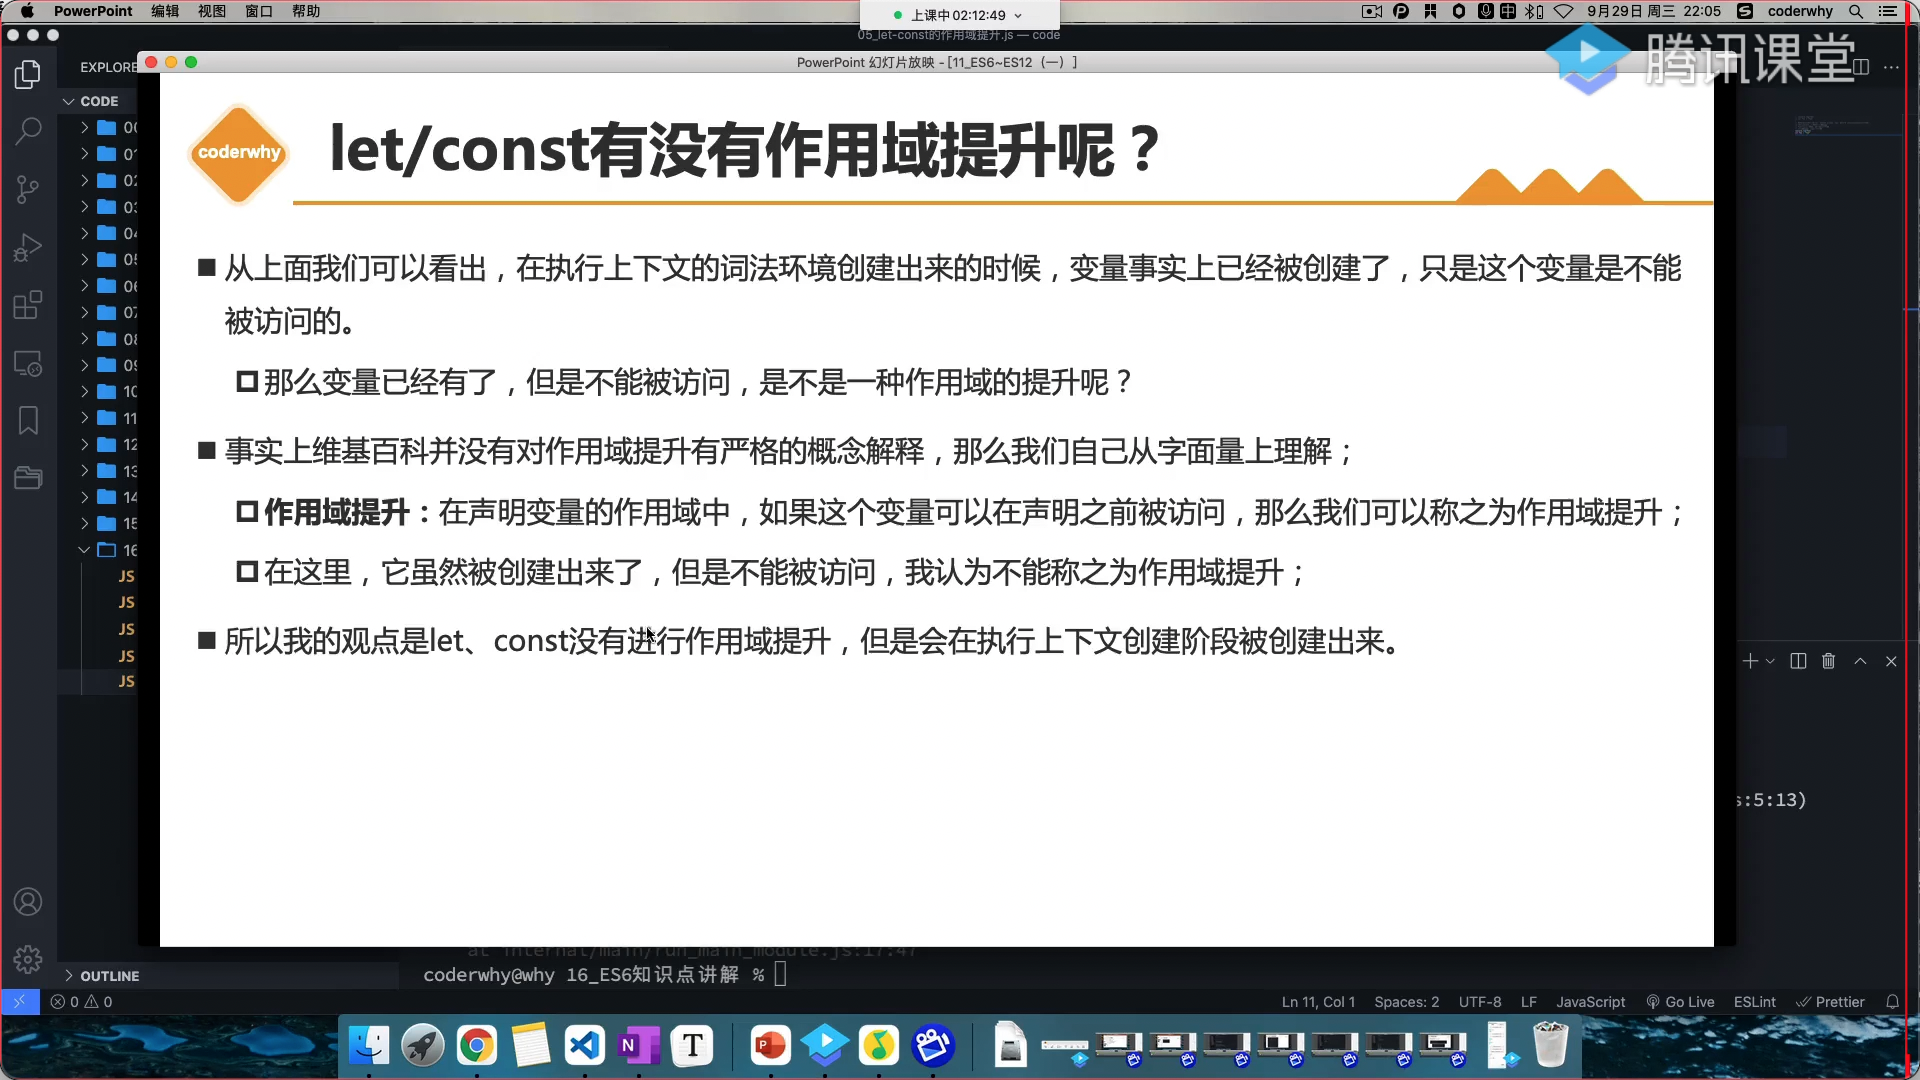 PowerPoint 编辑 视图 窗口 帮助
上课中 02:12:49
9月29日 周三 22:05 coderwhy
05_let-const的作用域提升.js — code
腾讯课堂
EXPLORE
PowerPoint 幻灯片放映 - [11_ES6~ES12（一）]
CODE
00
01
02
03
04
05
06
07
08
09
10
11
12
13
14
15
16
JS
JS
JS
JS
JS
coderwhy
let/const有没有作用域提升呢？
■ 从上面我们可以看出，在执行上下文的词法环境创建出来的时候，变量事实上已经被创建了，只是这个变量是不能
被访问的。
那么变量已经有了，但是不能被访问，是不是一种作用域的提升呢？
■ 事实上维基百科并没有对作用域提升有严格的概念解释，那么我们自己从字面量上理解；
作用域提升：在声明变量的作用域中，如果这个变量可以在声明之前被访问，那么我们可以称之为作用域提升；
在这里，它虽然被创建出来了，但是不能被访问，我认为不能称之为作用域提升；
■ 所以我的观点是let、const没有进行作用域提升，但是会在执行上下文创建阶段被创建出来。
s:5:13)
at internal/main/run_main_module.js:17:47
OUTLINE
coderwhy@why 16_ES6知识点讲解 %
0 0
Ln 11, Col 1 Spaces: 2 UTF-8 LF JavaScript Go Live ESLint Prettier